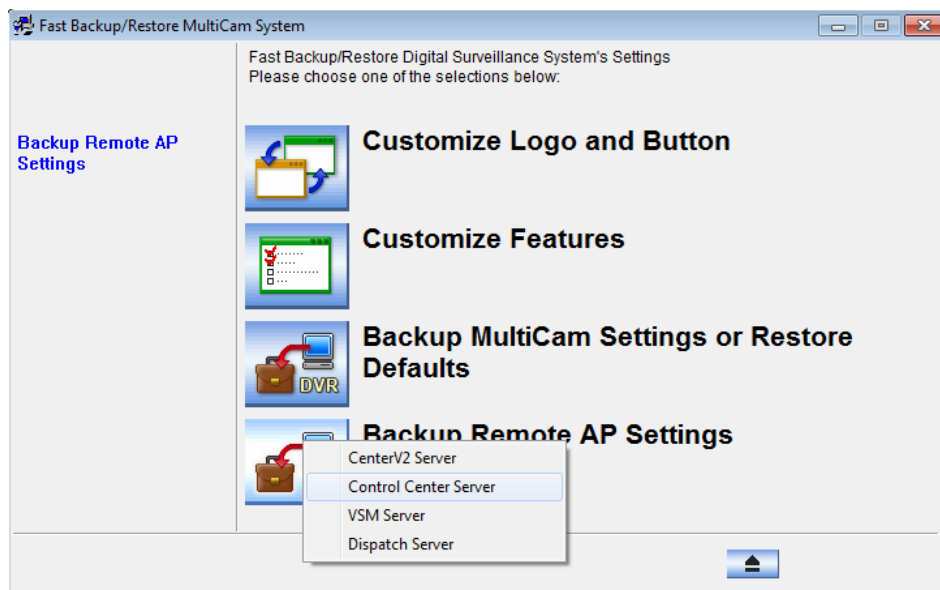 Fast Backup/Restore MultiCam System
Fast Backup/Restore Digital Surveillance System's Settings
Please choose one of the selections below:
Backup Remote AP
Settings
Customize Logo and Button
Customize Features
Backup MultiCam Settings or Restore
Defaults
DVR
Backup Remote AP Settings
CenterV2 Server
Control Center Server
VSM Server
Dispatch Server